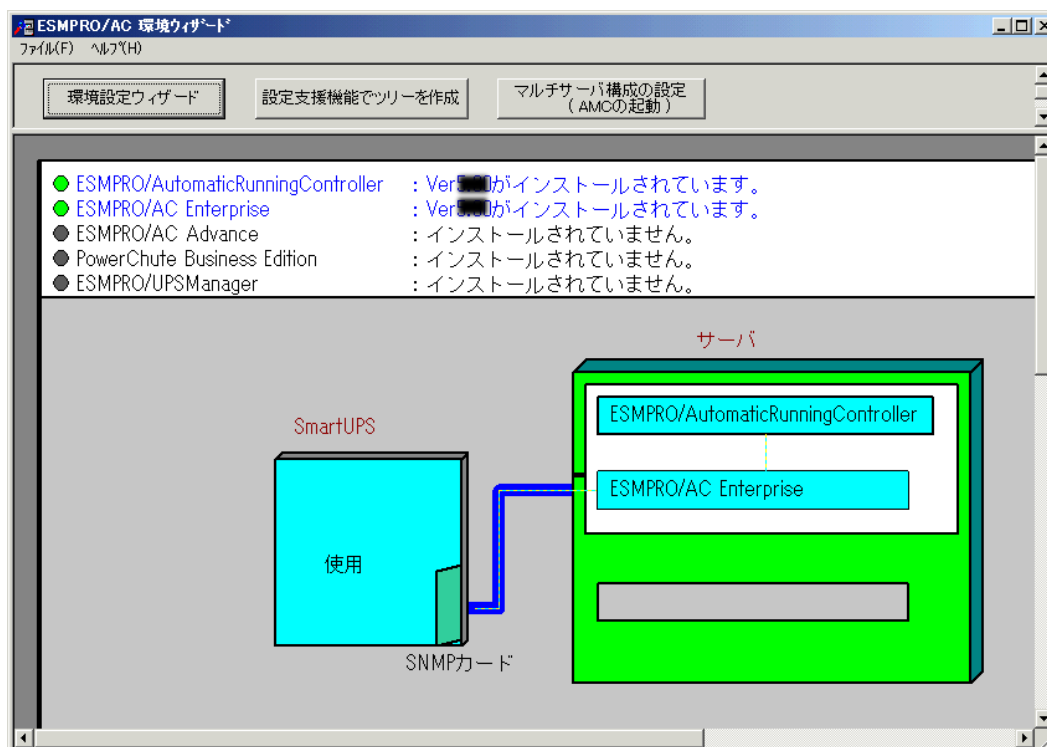 ESMPRO/AC 環境ウィザード
ファイル(F) ヘルプ(H)
環境設定ウィザード 設定支援機能でツリーを作成 マルチサーバ構成の設定
(AMCの起動)
ESMPRO/AutomaticRunningController : Verがインストールされています。
ESMPRO/AC Enterprise : Verがインストールされています。
ESMPRO/AC Advance : インストールされていません。
PowerChute Business Edition : インストールされていません。
ESMPRO/UPSManager : インストールされていません。
サーバ
ESMPRO/AutomaticRunningController
SmartUPS
ESMPRO/AC Enterprise
使用
SNMPカード